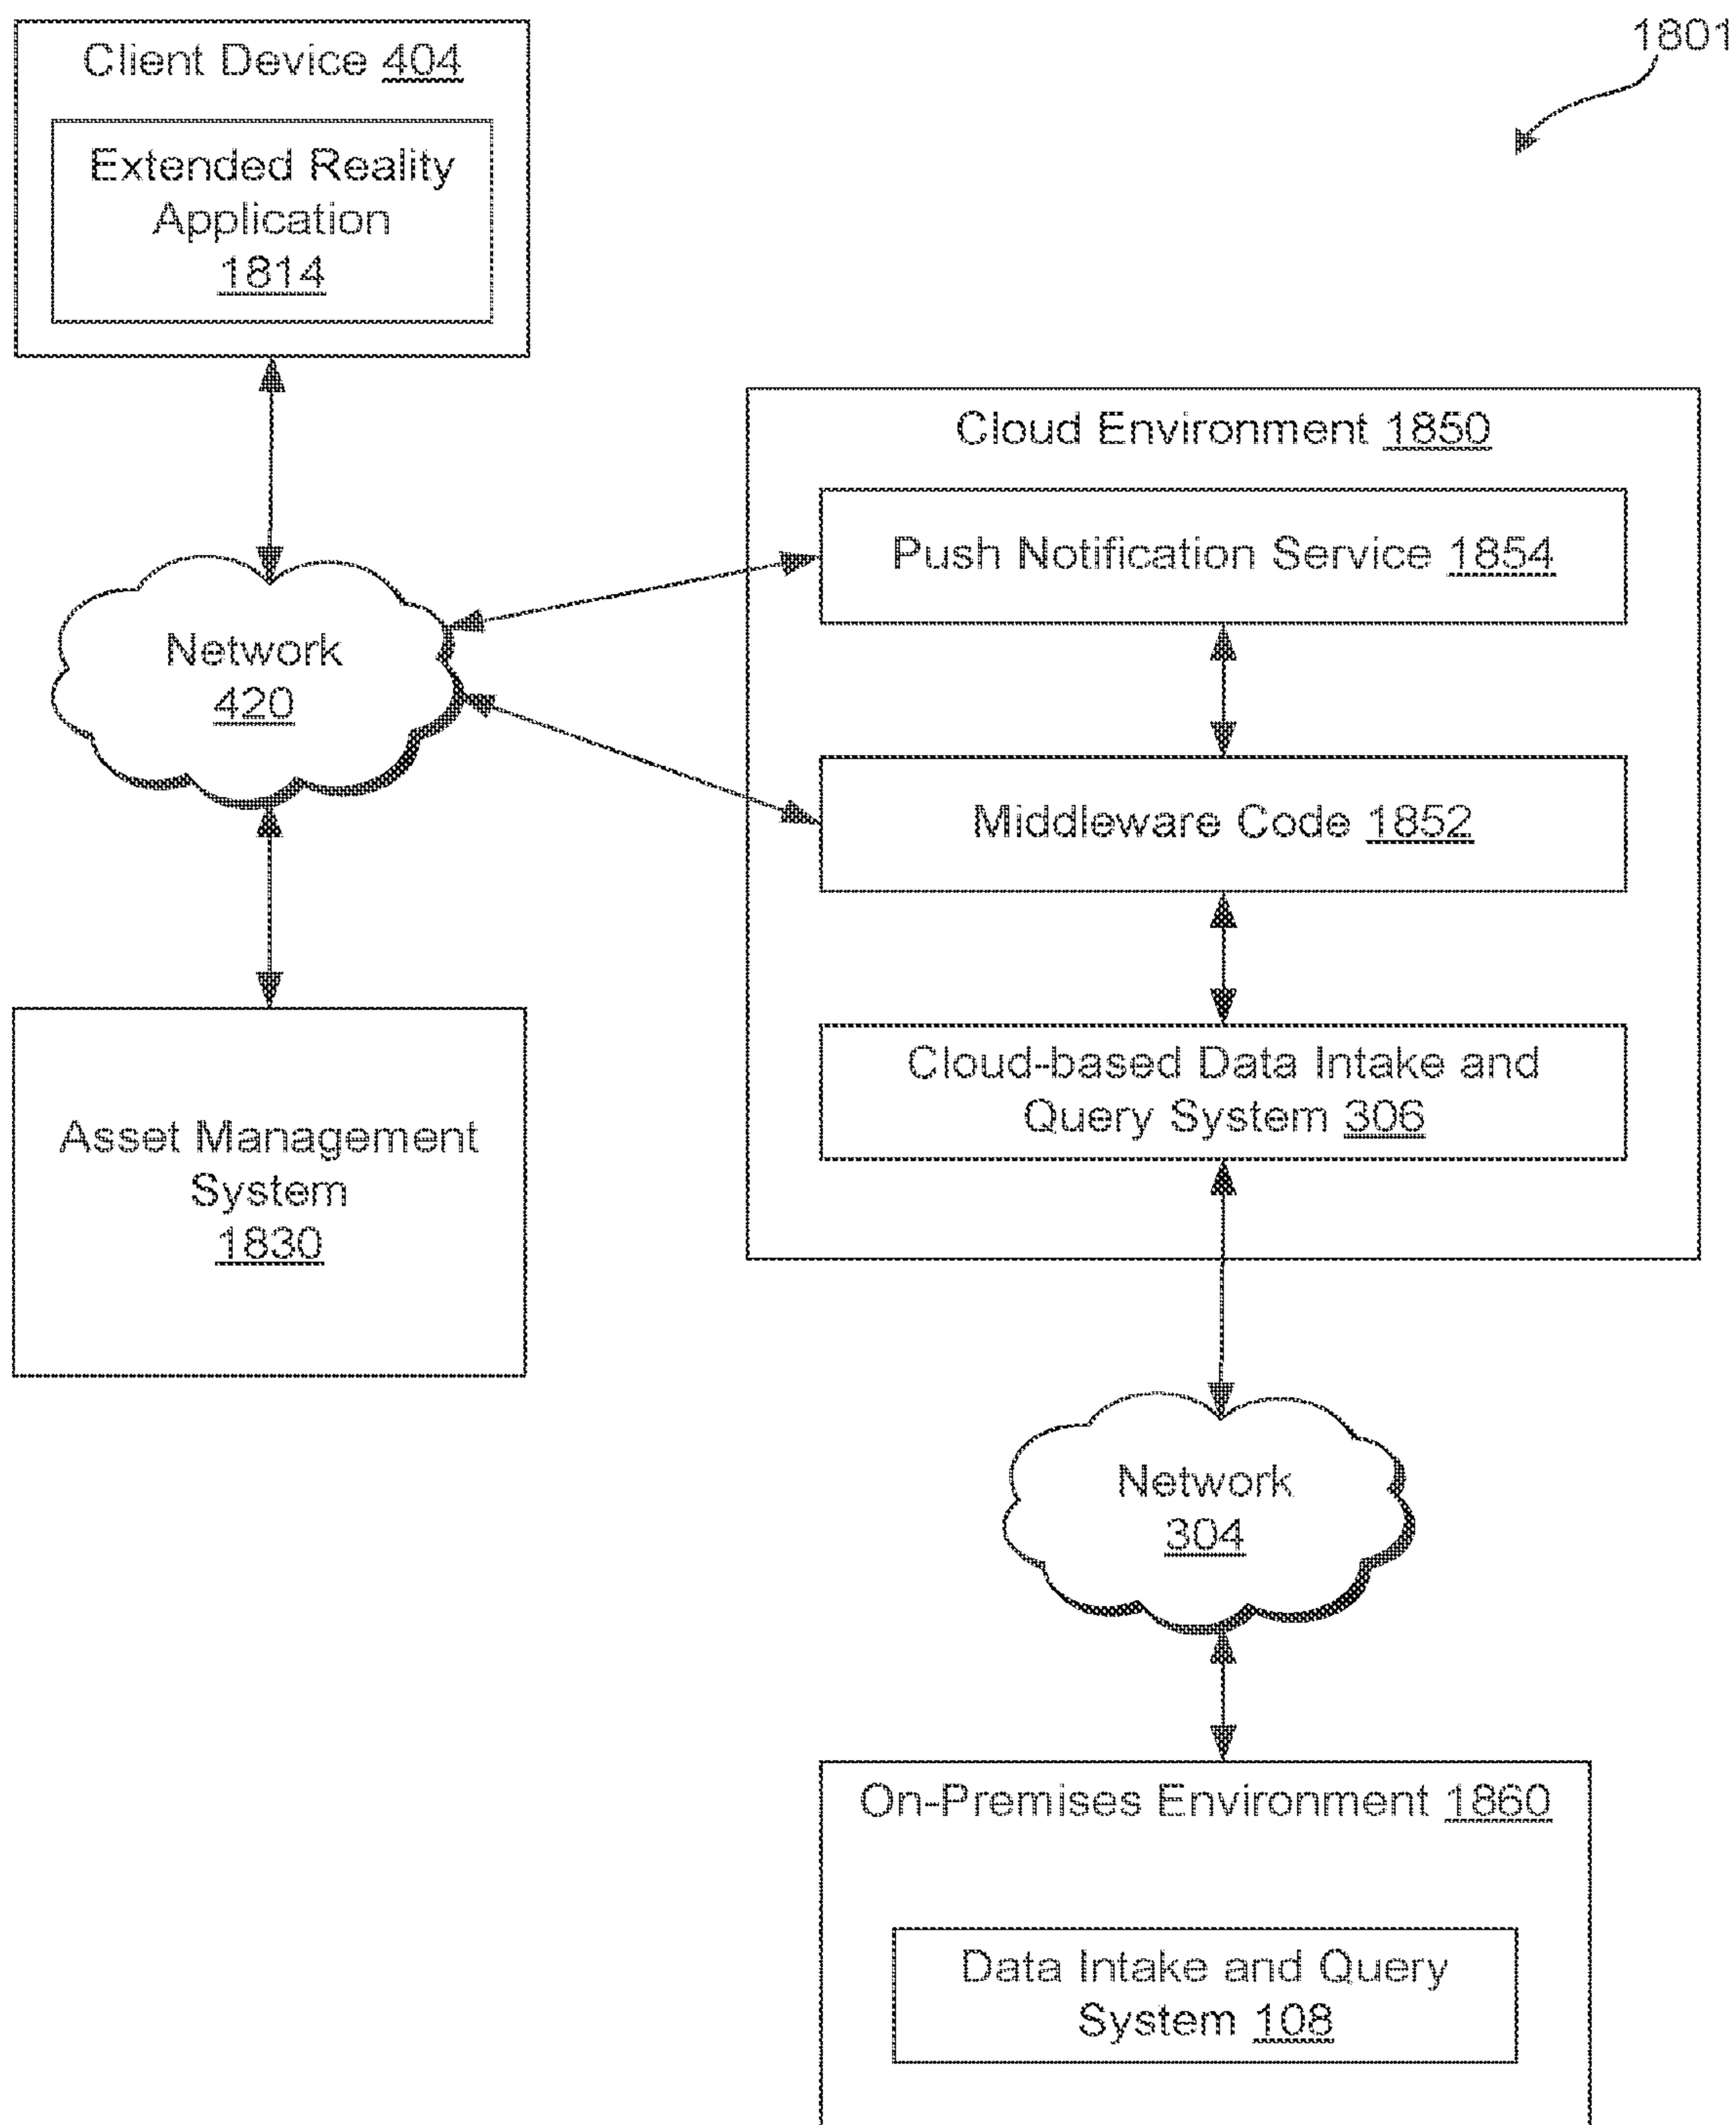 1801
Client Device 404
Extended Reality
Application
1814
Cloud Environment 1850
Push Notification Service 1854
Network
420
Middleware Code 1852
Cloud-based Data Intake and
Query System 306
Asset Management
System
1830
Network
304
On-Premises Environment 1860
Data Intake and Query
System 108